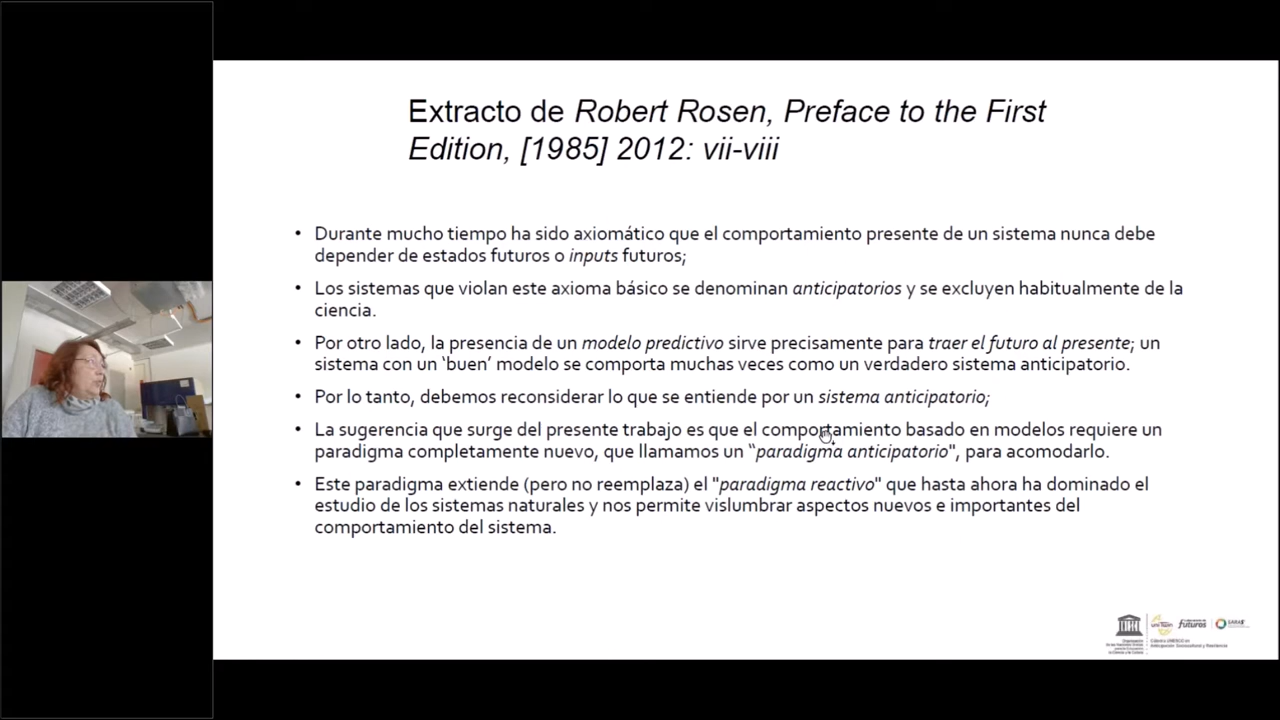 Extracto de Robert Rosen, Preface to the First
Edition, [1985] 2012: vii-viii
• Durante mucho tiempo ha sido axiomático que el comportamiento presente de un sistema nunca debe
depender de estados futuros o inputs futuros;
• Los sistemas que violan este axioma básico se denominan anticipatorios y se excluyen habitualmente de la
ciencia.
• Por otro lado, la presencia de un modelo predictivo sirve precisamente para traer el futuro al presente; un
sistema con un ‘buen’ modelo se comporta muchas veces como un verdadero sistema anticipatorio.
• Por lo tanto, debemos reconsiderar lo que se entiende por un sistema anticipatorio;
• La sugerencia que surge del presente trabajo es que el comportamiento basado en modelos requiere un
paradigma completamente nuevo, que llamamos un “paradigma anticipatorio", para acomodarlo.
• Este paradigma extiende (pero no reemplaza) el "paradigma reactivo" que hasta ahora ha dominado el
estudio de los sistemas naturales y nos permite vislumbrar aspectos nuevos e importantes del
comportamiento del sistema.
futuros